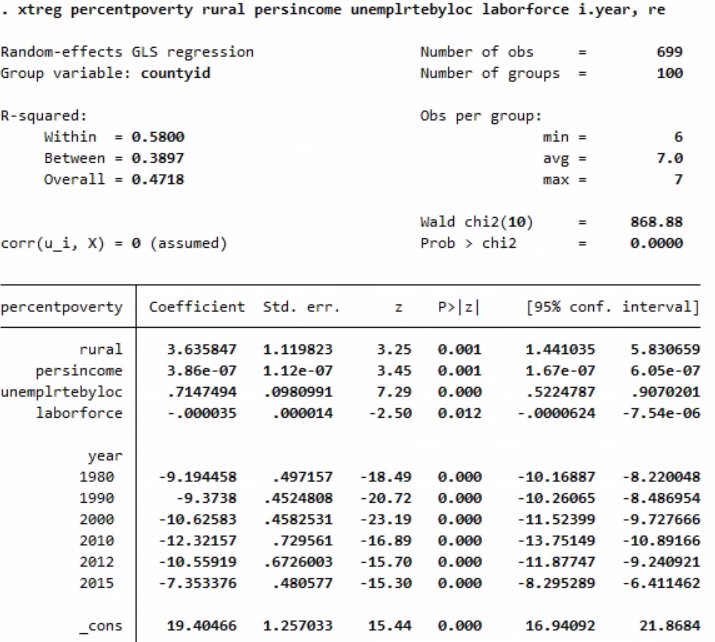 . xtreg percentpoverty rural persincome unemplrtebyloc laborforce i.year, re
Random-effects GLS regression Number of obs = 699
Group variable: countyid Number of groups = 100
R-squared: Obs per group:
Within = 0.5800 min = 6
Between = 0.3897 avg = 7.0
Overall = 0.4718 max = 7
Wald chi2(10) = 868.88
corr(u_i, X) = 0 (assumed) Prob > chi2 = 0.0000
percentpoverty Coefficient Std. err. z P>|z| [95% conf. interval]
rural 3.635847 1.119823 3.25 0.001 1.441035 5.830659
persincome 3.86e-07 1.12e-07 3.45 0.001 1.67e-07 6.05e-07
unemplrtebyloc .7147494 .0980991 7.29 0.000 .5224787 .9070201
laborforce -.000035 .000014 -2.50 0.012 -.0000624 -7.54e-06
year
1980 -9.194458 .497157 -18.49 0.000 -10.16887 -8.220048
1990 -9.3738 .4524808 -20.72 0.000 -10.26065 -8.486954
2000 -10.62583 .4582531 -23.19 0.000 -11.52399 -9.727666
2010 -12.32157 .729561 -16.89 0.000 -13.75149 -10.89166
2012 -10.55919 .6726003 -15.70 0.000 -11.87747 -9.240921
2015 -7.353376 .480577 -15.30 0.000 -8.295289 -6.411462
_cons 19.40466 1.257033 15.44 0.000 16.94092 21.8684